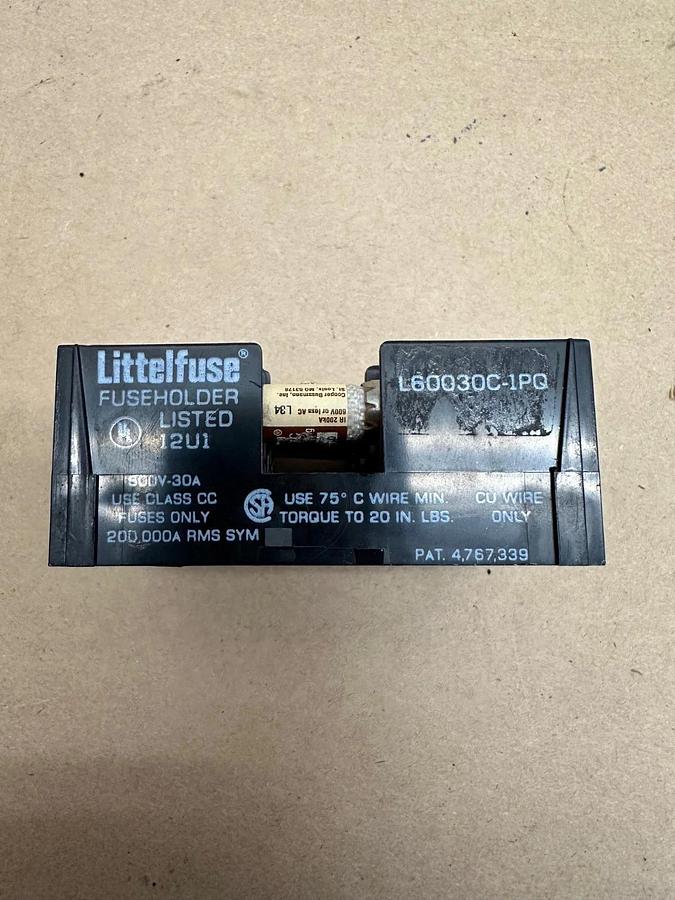 Littelfuse®
FUSEHOLDER
LISTED
12U1
L60030C-1PQ
600V-30A
USE CLASS CC
FUSES ONLY
200,000A RMS SYM
USE 75° C WIRE MIN.
TORQUE TO 20 IN. LBS.
CU WIRE
ONLY
PAT. 4,767,339
L34
IR 200kA
600V or less AC
Cooper Bussmann, Inc.
St. Louis, MO 63178